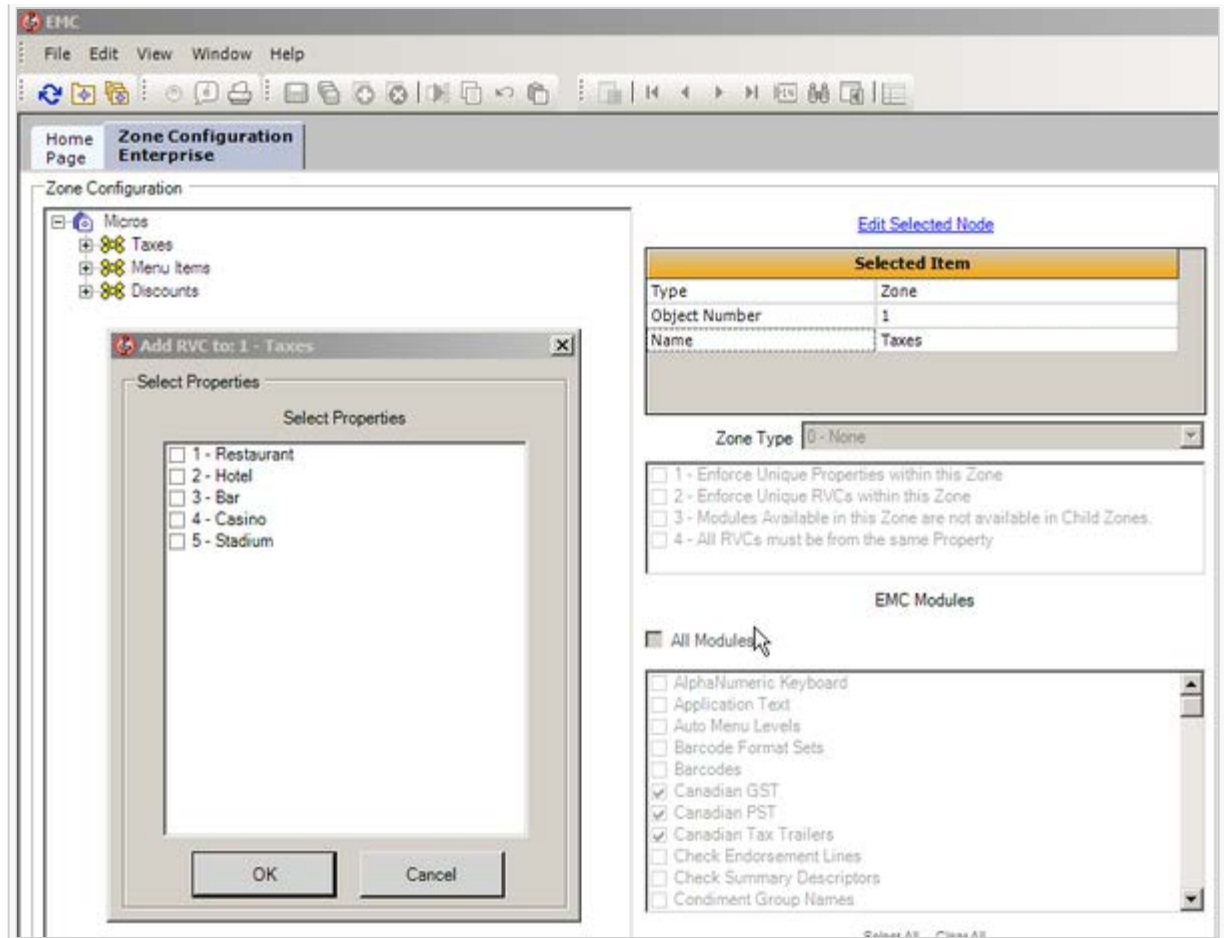 EMC
File Edit View Window Help
Home Page
Zone Configuration Enterprise
Zone Configuration
Micros
Taxes
Menu Items
Discounts
Add RVC to: 1 - Taxes
Select Properties
Select Properties
1 - Restaurant
2 - Hotel
3 - Bar
4 - Casino
5 - Stadium
OK Cancel
Edit Selected Node
Selected Item
Type Zone
Object Number 1
Name Taxes
Zone Type 0 - None
1 - Enforce Unique Properties within this Zone
2 - Enforce Unique RVCs within this Zone
3 - Modules Available in this Zone are not available in Child Zones.
4 - All RVCs must be from the same Property
EMC Modules
All Modules
AlphaNumeric Keyboard
Application Text
Auto Menu Levels
Barcode Format Sets
Barcodes
Canadian GST
Canadian PST
Canadian Tax Trailers
Check Endorsement Lines
Check Summary Descriptors
Condiment Group Names
Select All Clear All